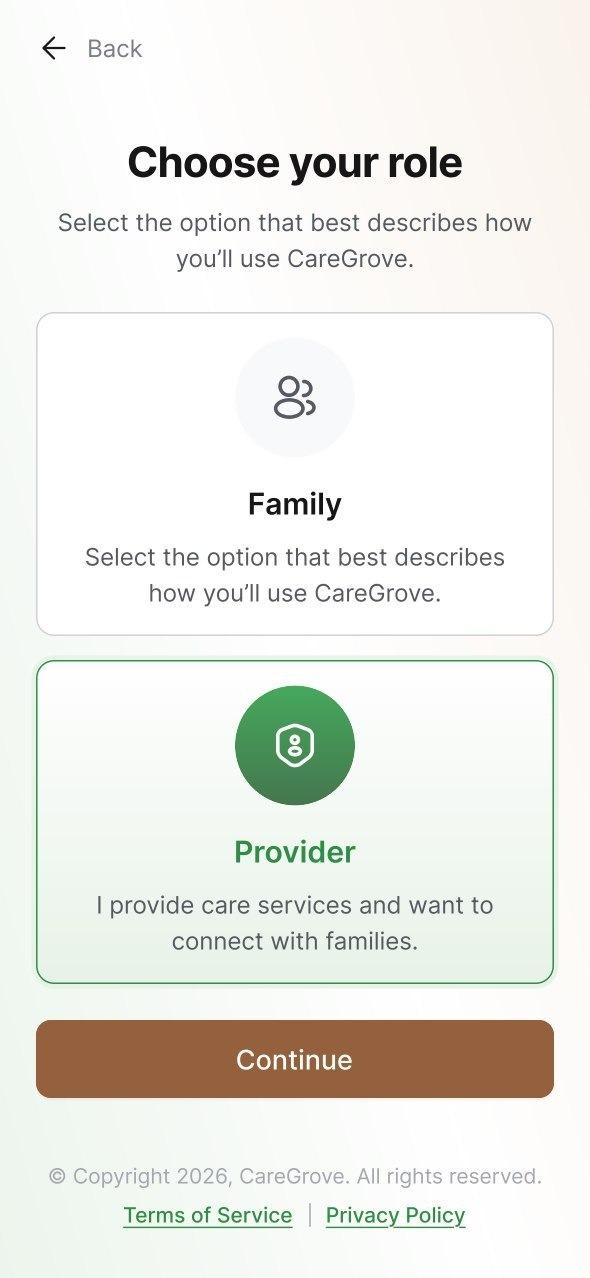 Back
Choose your role
Select the option that best describes how
you’ll use CareGrove.
Family
Select the option that best describes
how you’ll use CareGrove.
Provider
I provide care services and want to
connect with families.
Continue
© Copyright 2026, CareGrove. All rights reserved.
Terms of Service | Privacy Policy